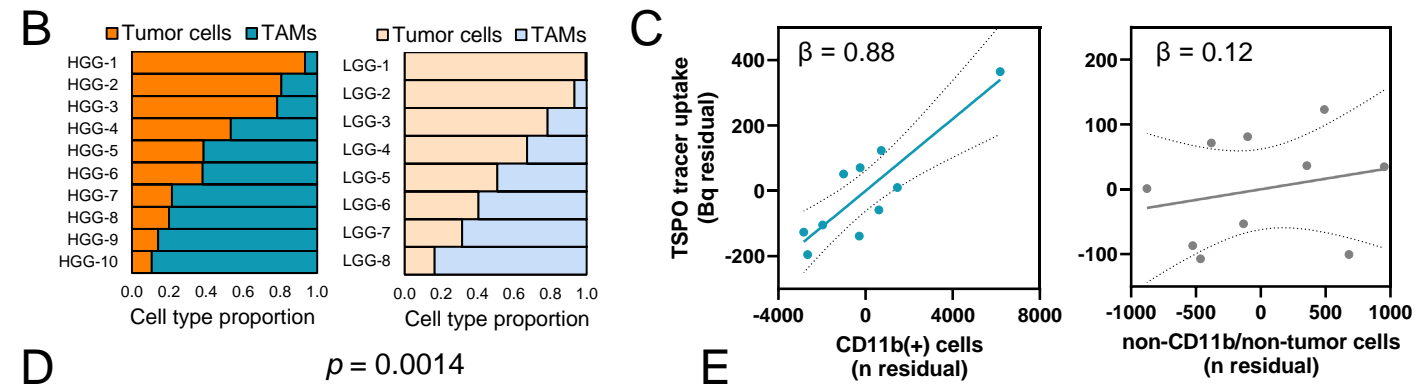 B
Tumor cells TAMs
HGG-1
HGG-2
HGG-3
HGG-4
HGG-5
HGG-6
HGG-7
HGG-8
HGG-9
HGG-10
0.0 0.2 0.4 0.6 0.8 1.0
Cell type proportion
Tumor cells TAMs
LGG-1
LGG-2
LGG-3
LGG-4
LGG-5
LGG-6
LGG-7
LGG-8
0.0 0.2 0.4 0.6 0.8 1.0
Cell type proportion
C
β = 0.88
TSPO tracer uptake
(Bq residual)
400
200
0
-200
-4000 0 4000 8000
CD11b(+) cells
(n residual)
β = 0.12
200
100
0
-100
-1000 -500 0 500 1000
non-CD11b/non-tumor cells
(n residual)
D
p = 0.0014
E